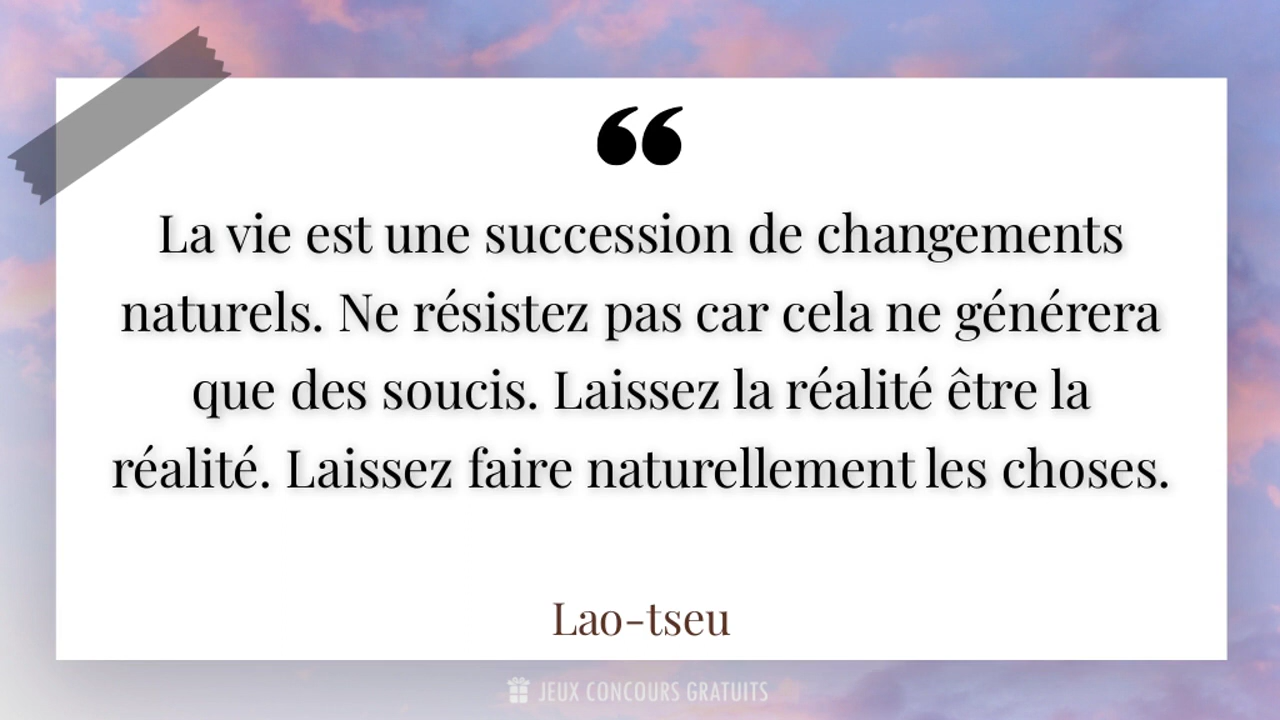 “
La vie est une succession de changements
naturels. Ne résistez pas car cela ne générera
que des soucis. Laissez la réalité être la
réalité. Laissez faire naturellement les choses.
Lao-tseu
JEUX CONCOURS GRATUITS